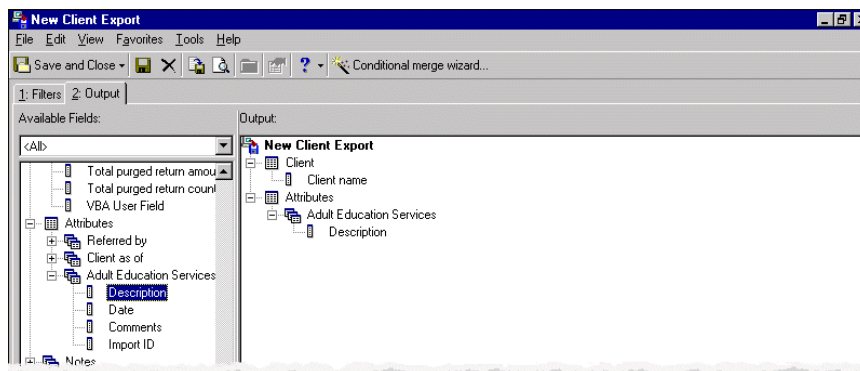 New Client Export
File Edit View Favorites Tools Help
Save and Close ? Conditional merge wizard...
1: Filters 2: Output
Available Fields:
<All>
Total purged return amou
Total purged return count
VBA User Field
Attributes
Referred by
Client as of
Adult Education Services
Description
Date
Comments
Import ID
Notes
Output:
New Client Export
Client
Client name
Attributes
Adult Education Services
Description